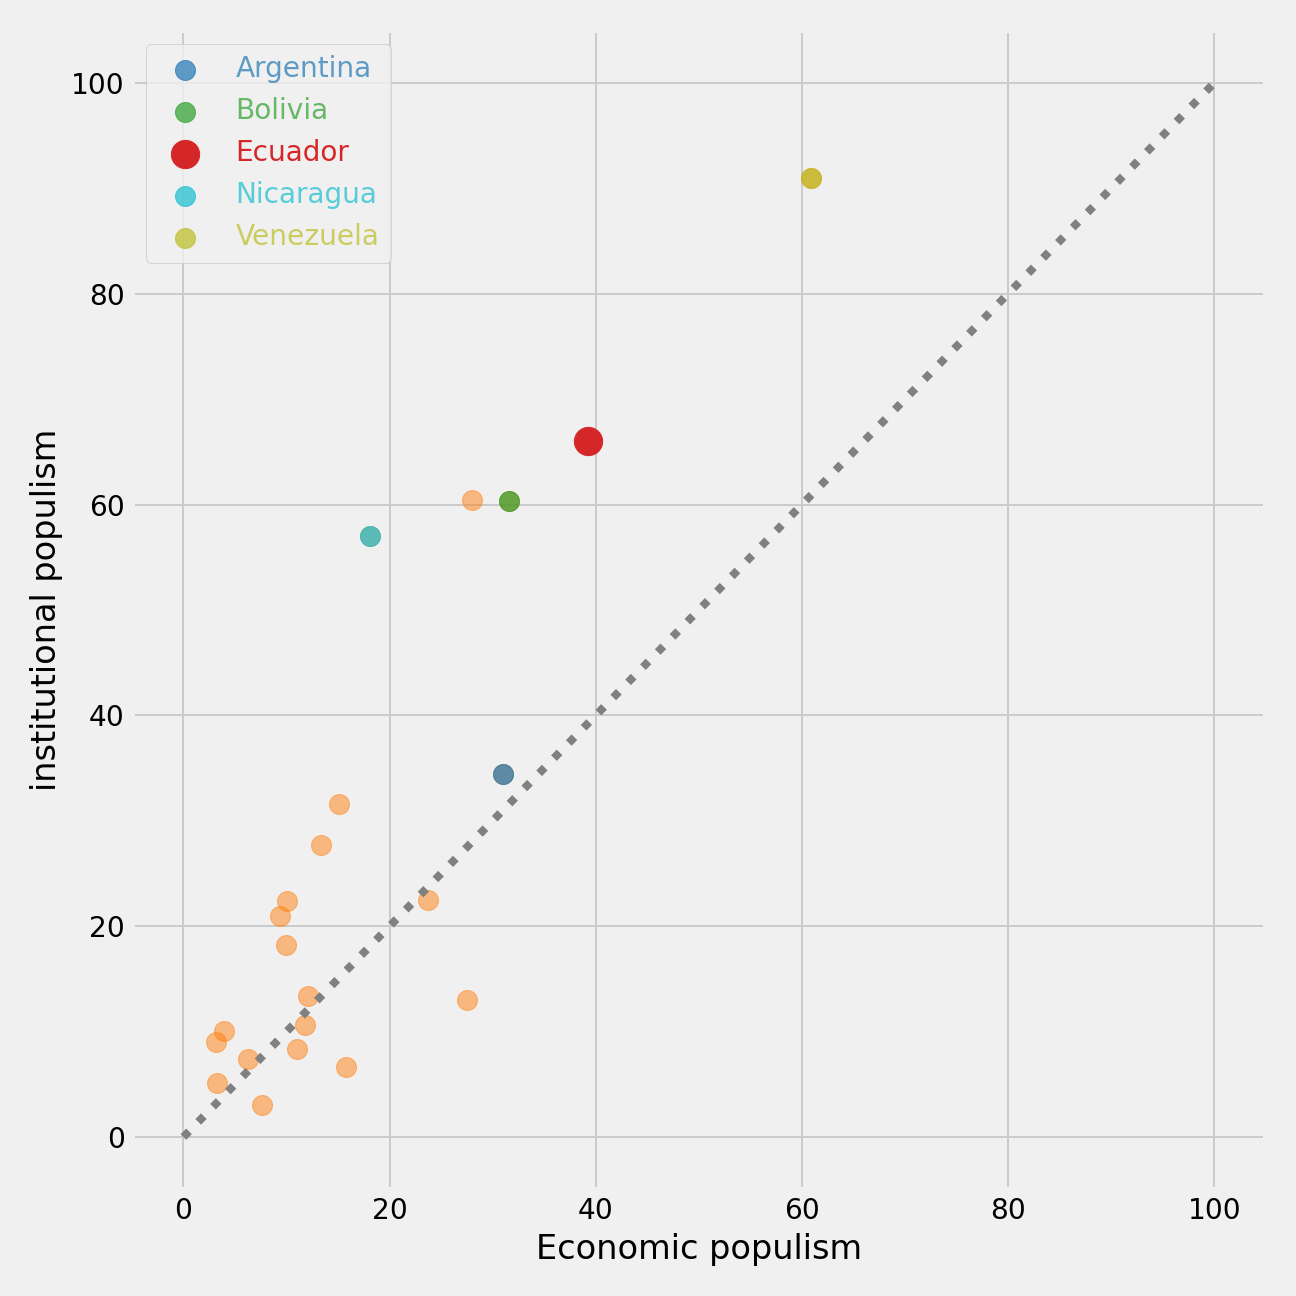 Argentina
Bolivia
Ecuador
Nicaragua
Venezuela
100
80
60
40
20
0
institutional populism
0 20 40 60 80 100
Economic populism